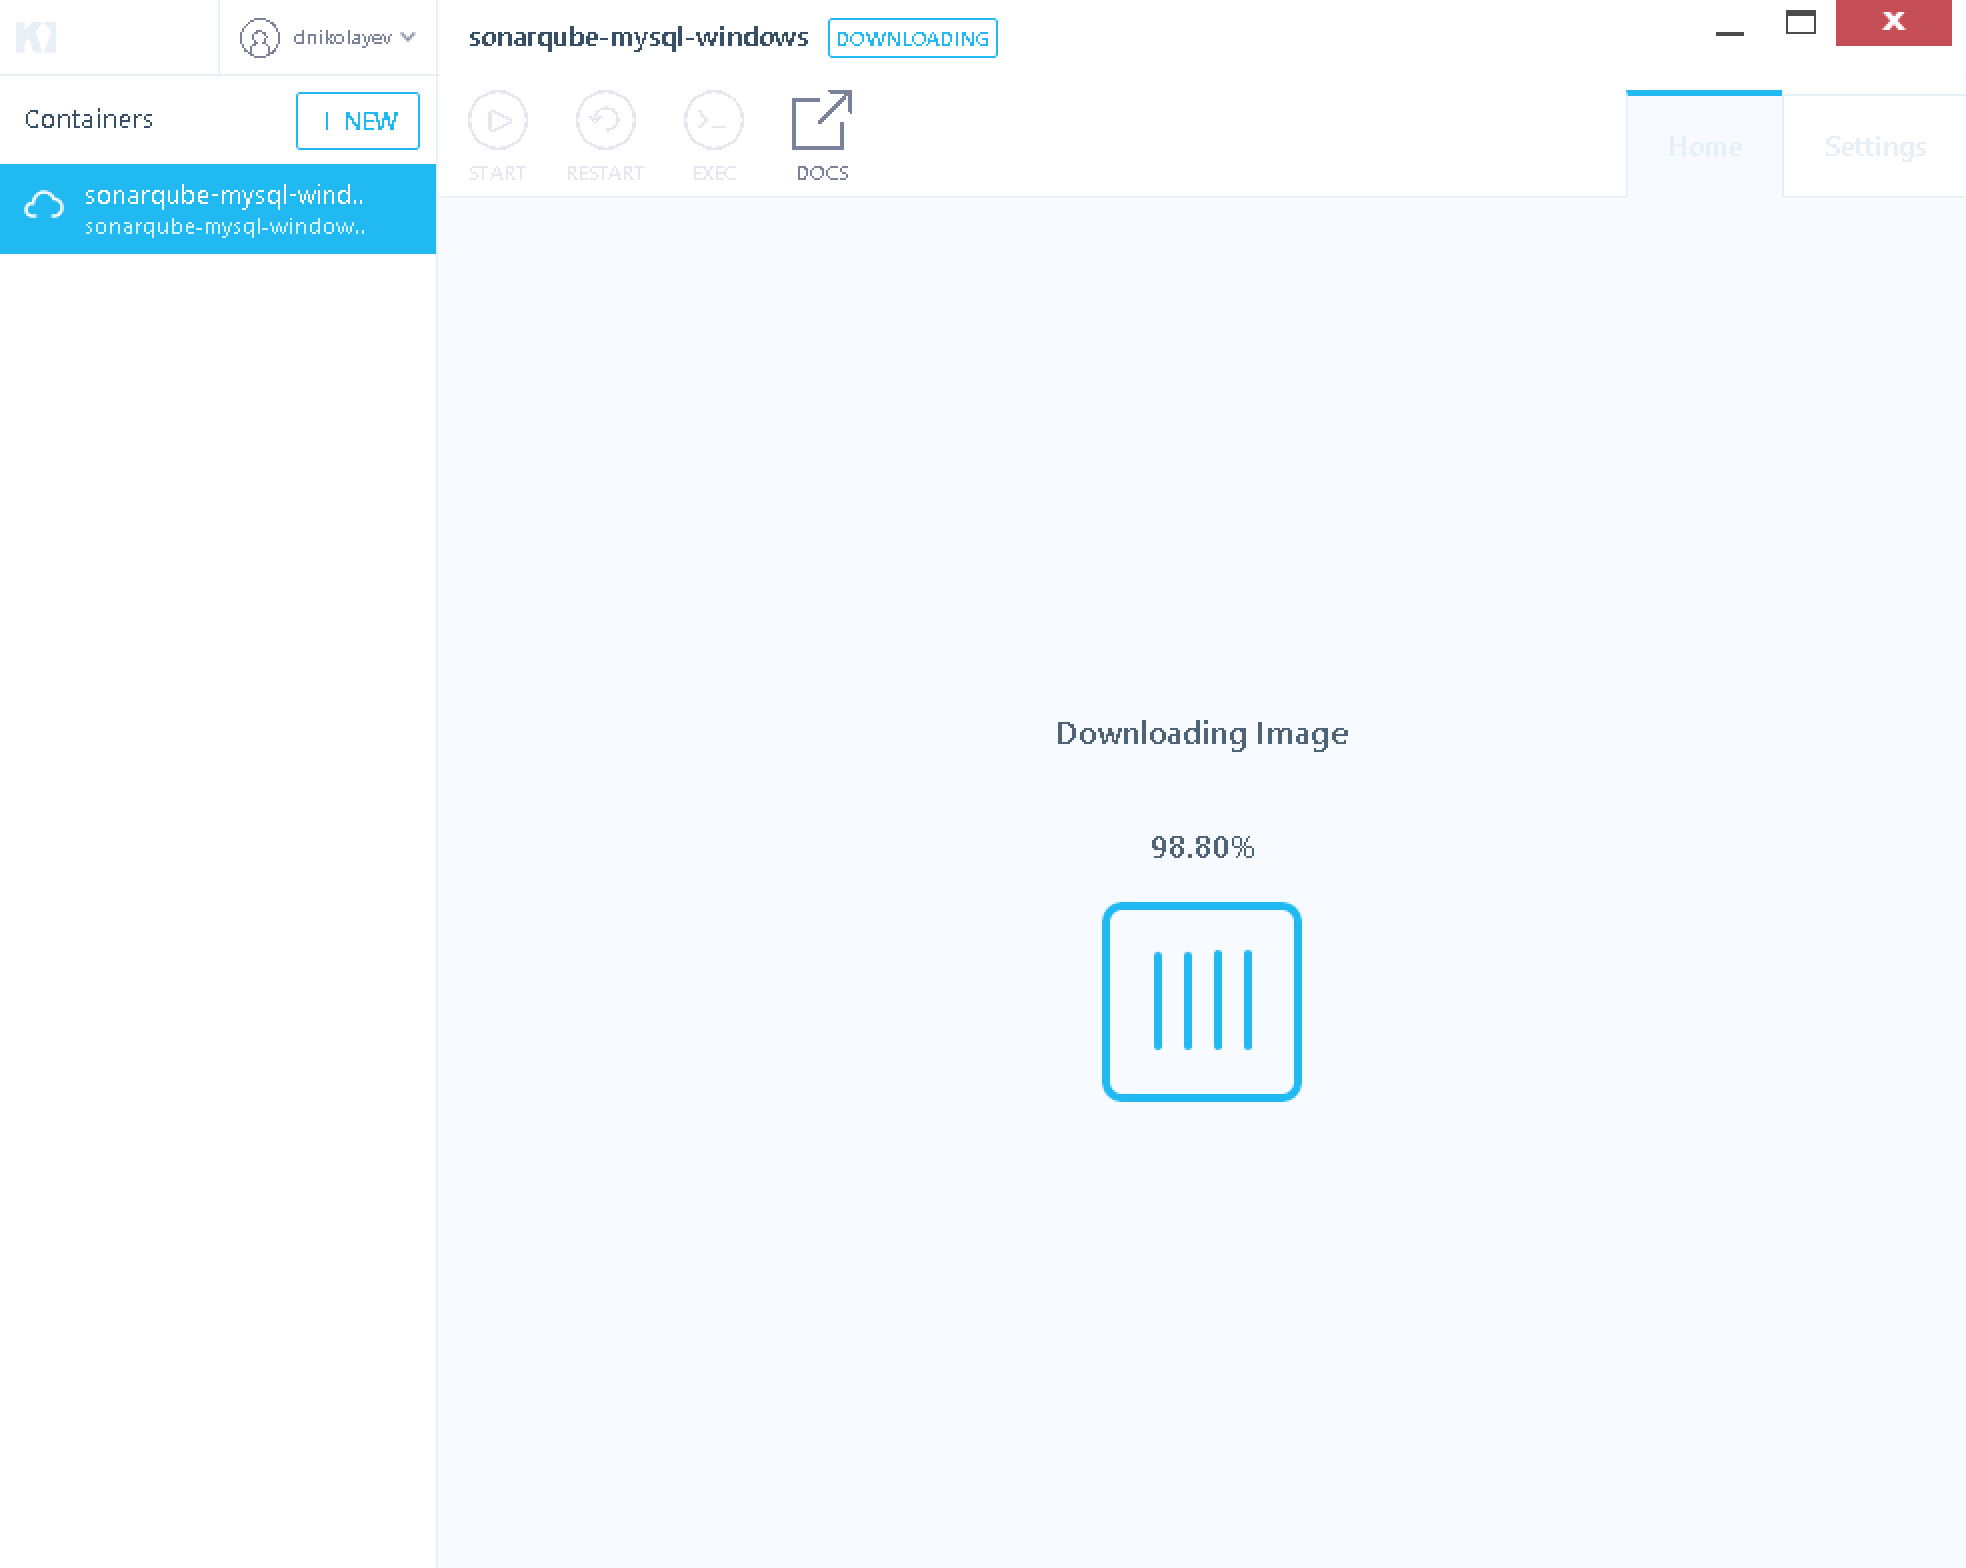 dnikolayev
sonarqube-mysql-windows
DOWNLOADING
X
Containers
NEW
START
RESTART
EXEC
DOCS
Home
Settings
sonarqube-mysql-wind..
sonarqube-mysql-window..
Downloading Image
98.80%